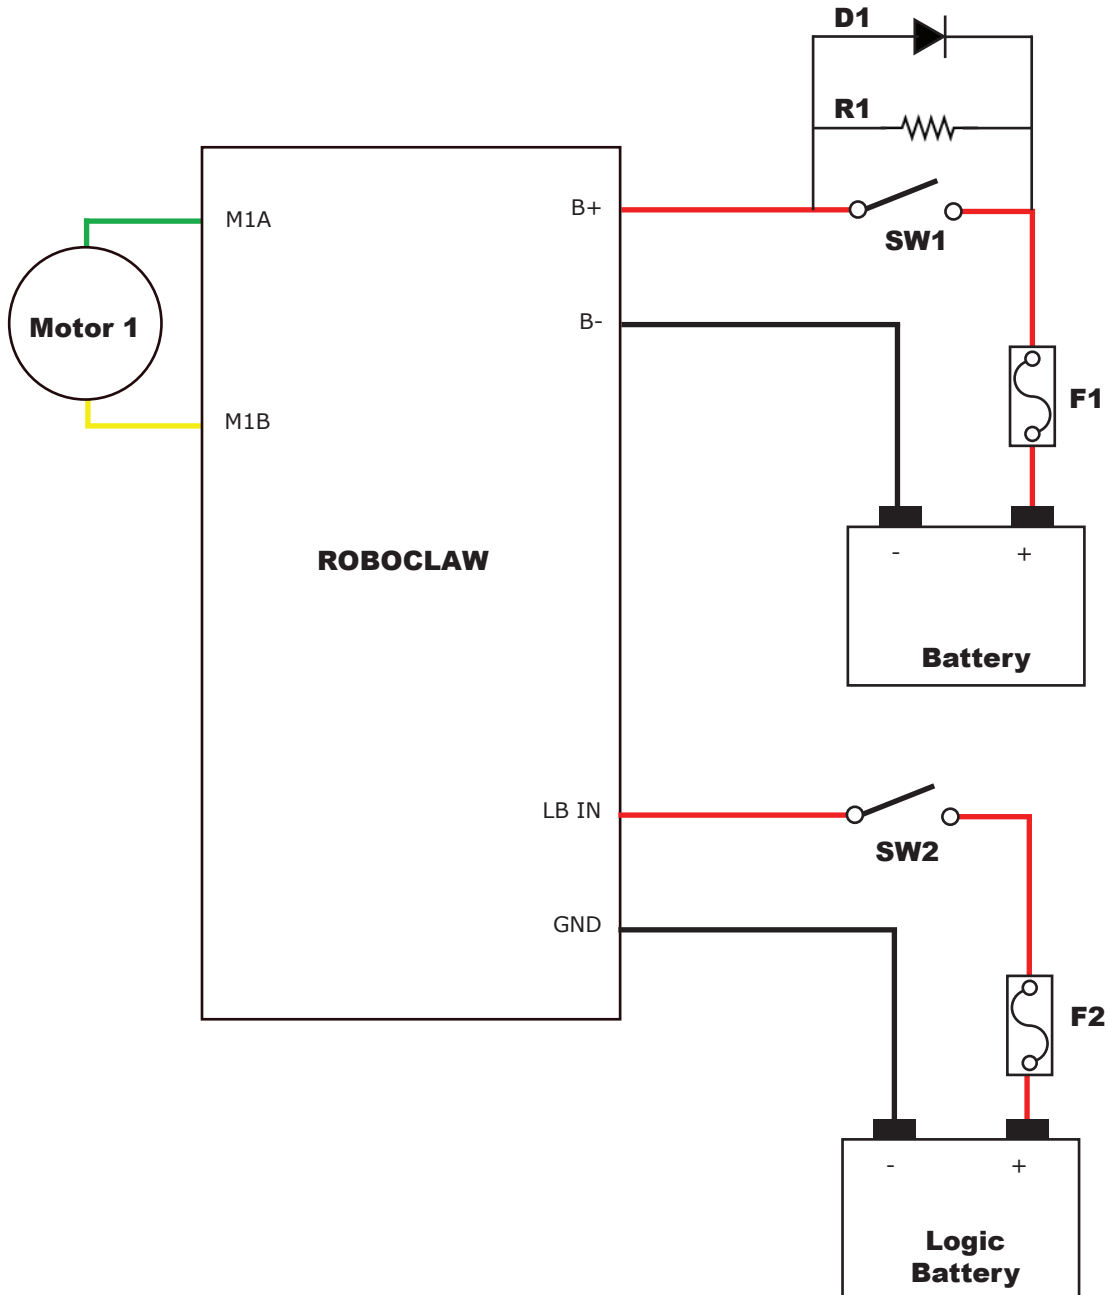 D1
R1
M1A
B+
SW1
B-
Motor 1
F1
M1B
ROBOCLAW
- +
Battery
LB IN
SW2
GND
F2
- +
Logic
Battery